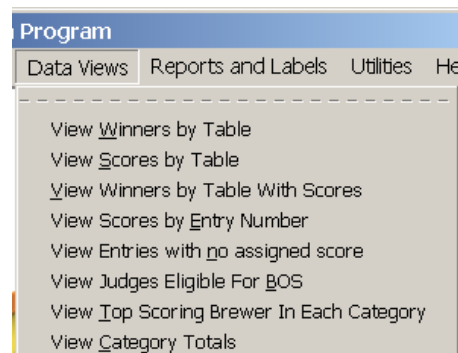 Program
Data Views Reports and Labels Utilities He
View Winners by Table
View Scores by Table
View Winners by Table With Scores
View Scores by Entry Number
View Entries with no assigned score
View Judges Eligible For BOS
View Top Scoring Brewer In Each Category
View Category Totals